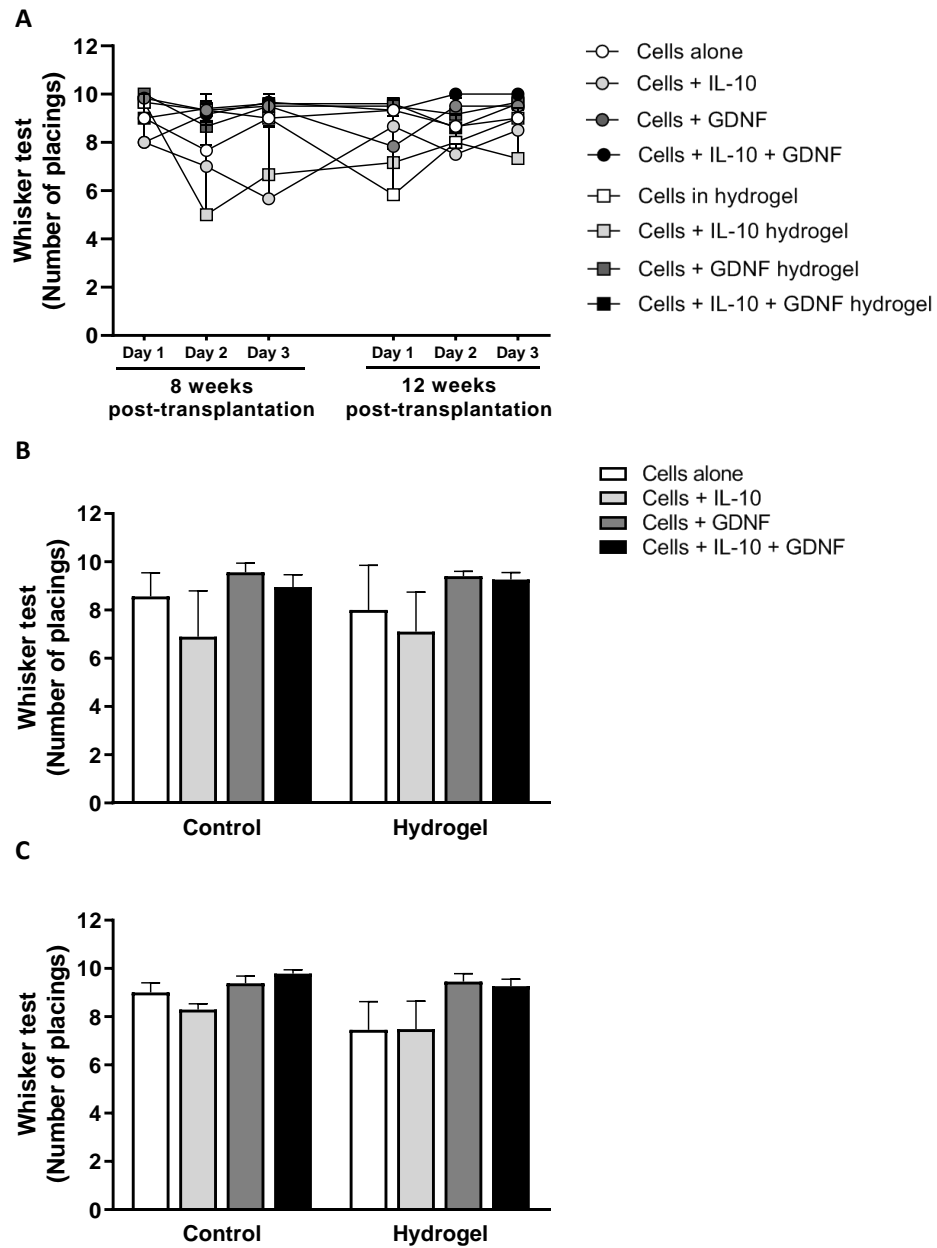 A
Whisker test
(Number of placings)
12
10
8
6
4
2
0
Day 1 Day 2 Day 3 Day 1 Day 2 Day 3
8 weeks
post-transplantation
12 weeks
post-transplantation
Cells alone
Cells + IL-10
Cells + GDNF
Cells + IL-10 + GDNF
Cells in hydrogel
Cells + IL-10 hydrogel
Cells + GDNF hydrogel
Cells + IL-10 + GDNF hydrogel
B
Whisker test
(Number of placings)
12
10
8
6
4
2
0
Control Hydrogel
Cells alone
Cells + IL-10
Cells + GDNF
Cells + IL-10 + GDNF
C
Whisker test
(Number of placings)
12
10
8
6
4
2
0
Control Hydrogel